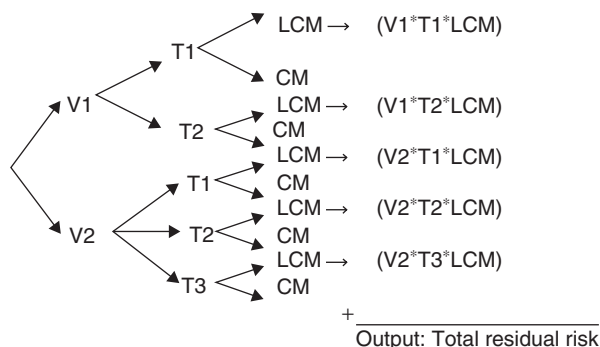 LCM → (V1*T1*LCM)
T1
CM
V1
LCM → (V1*T2*LCM)
T2
CM
LCM → (V2*T1*LCM)
T1
CM
V2
LCM → (V2*T2*LCM)
T2
CM
LCM → (V2*T3*LCM)
T3
CM
+
Output: Total residual risk